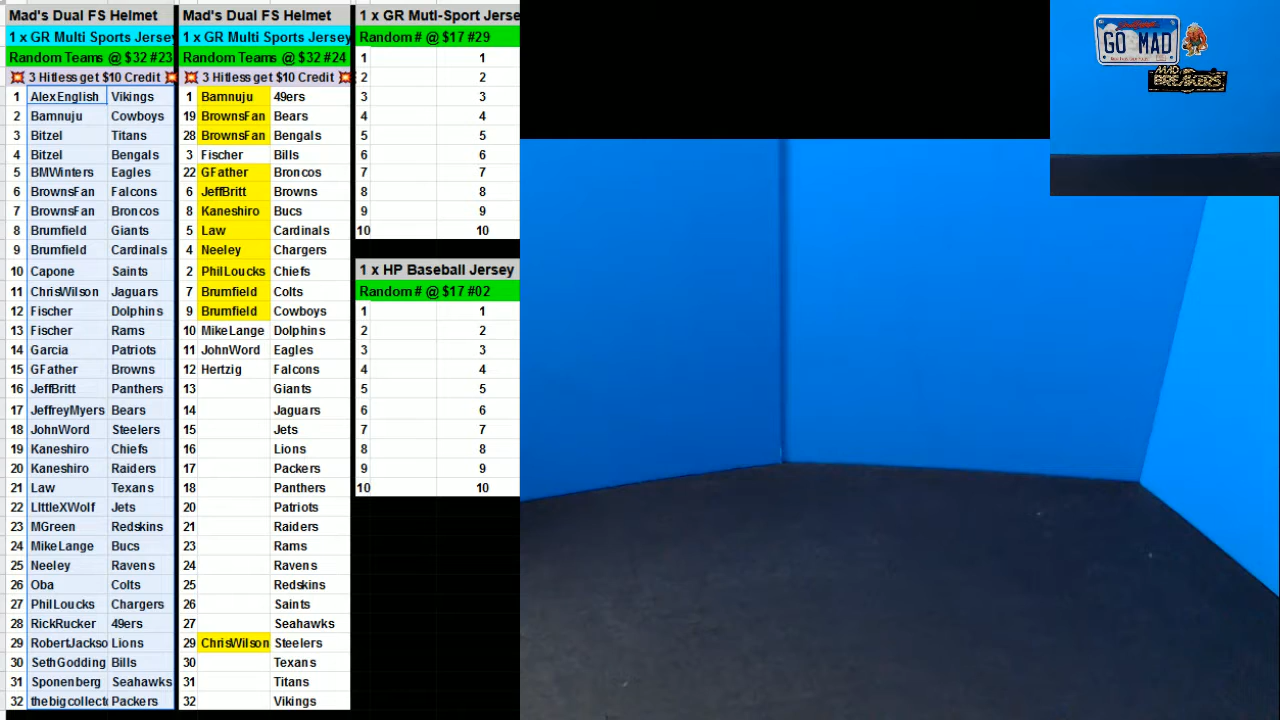 Mad's Dual FS Helmet
1 x GR Multi Sports Jersey
Random Teams @ $32 #23
💥 3 Hitless get $10 Credit 💥
1 AlexEnglish Vikings
2 Bamnuju Cowboys
3 Bitzel Titans
4 Bitzel Bengals
5 BMWinters Eagles
6 BrownsFan Falcons
7 BrownsFan Broncos
8 Brumfield Giants
9 Brumfield Cardinals
10 Capone Saints
11 ChrisWilson Jaguars
12 Fischer Dolphins
13 Fischer Rams
14 Garcia Patriots
15 GFather Browns
16 JeffBritt Panthers
17 JeffreyMyers Bears
18 JohnWord Steelers
19 Kaneshiro Chiefs
20 Kaneshiro Raiders
21 Law Texans
22 LIttleXWolf Jets
23 MGreen Redskins
24 MikeLange Bucs
25 Neeley Ravens
26 Oba Colts
27 PhilLoucks Chargers
28 RickRucker 49ers
29 RobertJackso Lions
30 SethGodding Bills
31 Sponenberg Seahawks
32 thebigcollect Packers
Mad's Dual FS Helmet
1 x GR Multi Sports Jersey
Random Teams @ $32 #24
💥 3 Hitless get $10 Credit 💥
1 Bamnuju 49ers
19 BrownsFan Bears
28 BrownsFan Bengals
3 Fischer Bills
22 GFather Broncos
6 JeffBritt Browns
8 Kaneshiro Bucs
5 Law Cardinals
4 Neeley Chargers
2 PhilLoucks Chiefs
7 Brumfield Colts
9 Brumfield Cowboys
10 MikeLange Dolphins
11 JohnWord Eagles
12 Hertzig Falcons
13 Giants
14 Jaguars
15 Jets
16 Lions
17 Packers
18 Panthers
20 Patriots
21 Raiders
23 Rams
24 Ravens
25 Redskins
26 Saints
27 Seahawks
29 ChrisWilson Steelers
30 Texans
31 Titans
32 Vikings
1 x GR Mutl-Sport Jerse
Random # @ $17 #29
1 1
2 2
3 3
4 4
5 5
6 6
7 7
8 8
9 9
10 10
1 x HP Baseball Jersey
Random # @ $17 #02
1 1
2 2
3 3
4 4
5 5
6 6
7 7
8 8
9 9
10 10
GO MAD
MAD
BREAKERS